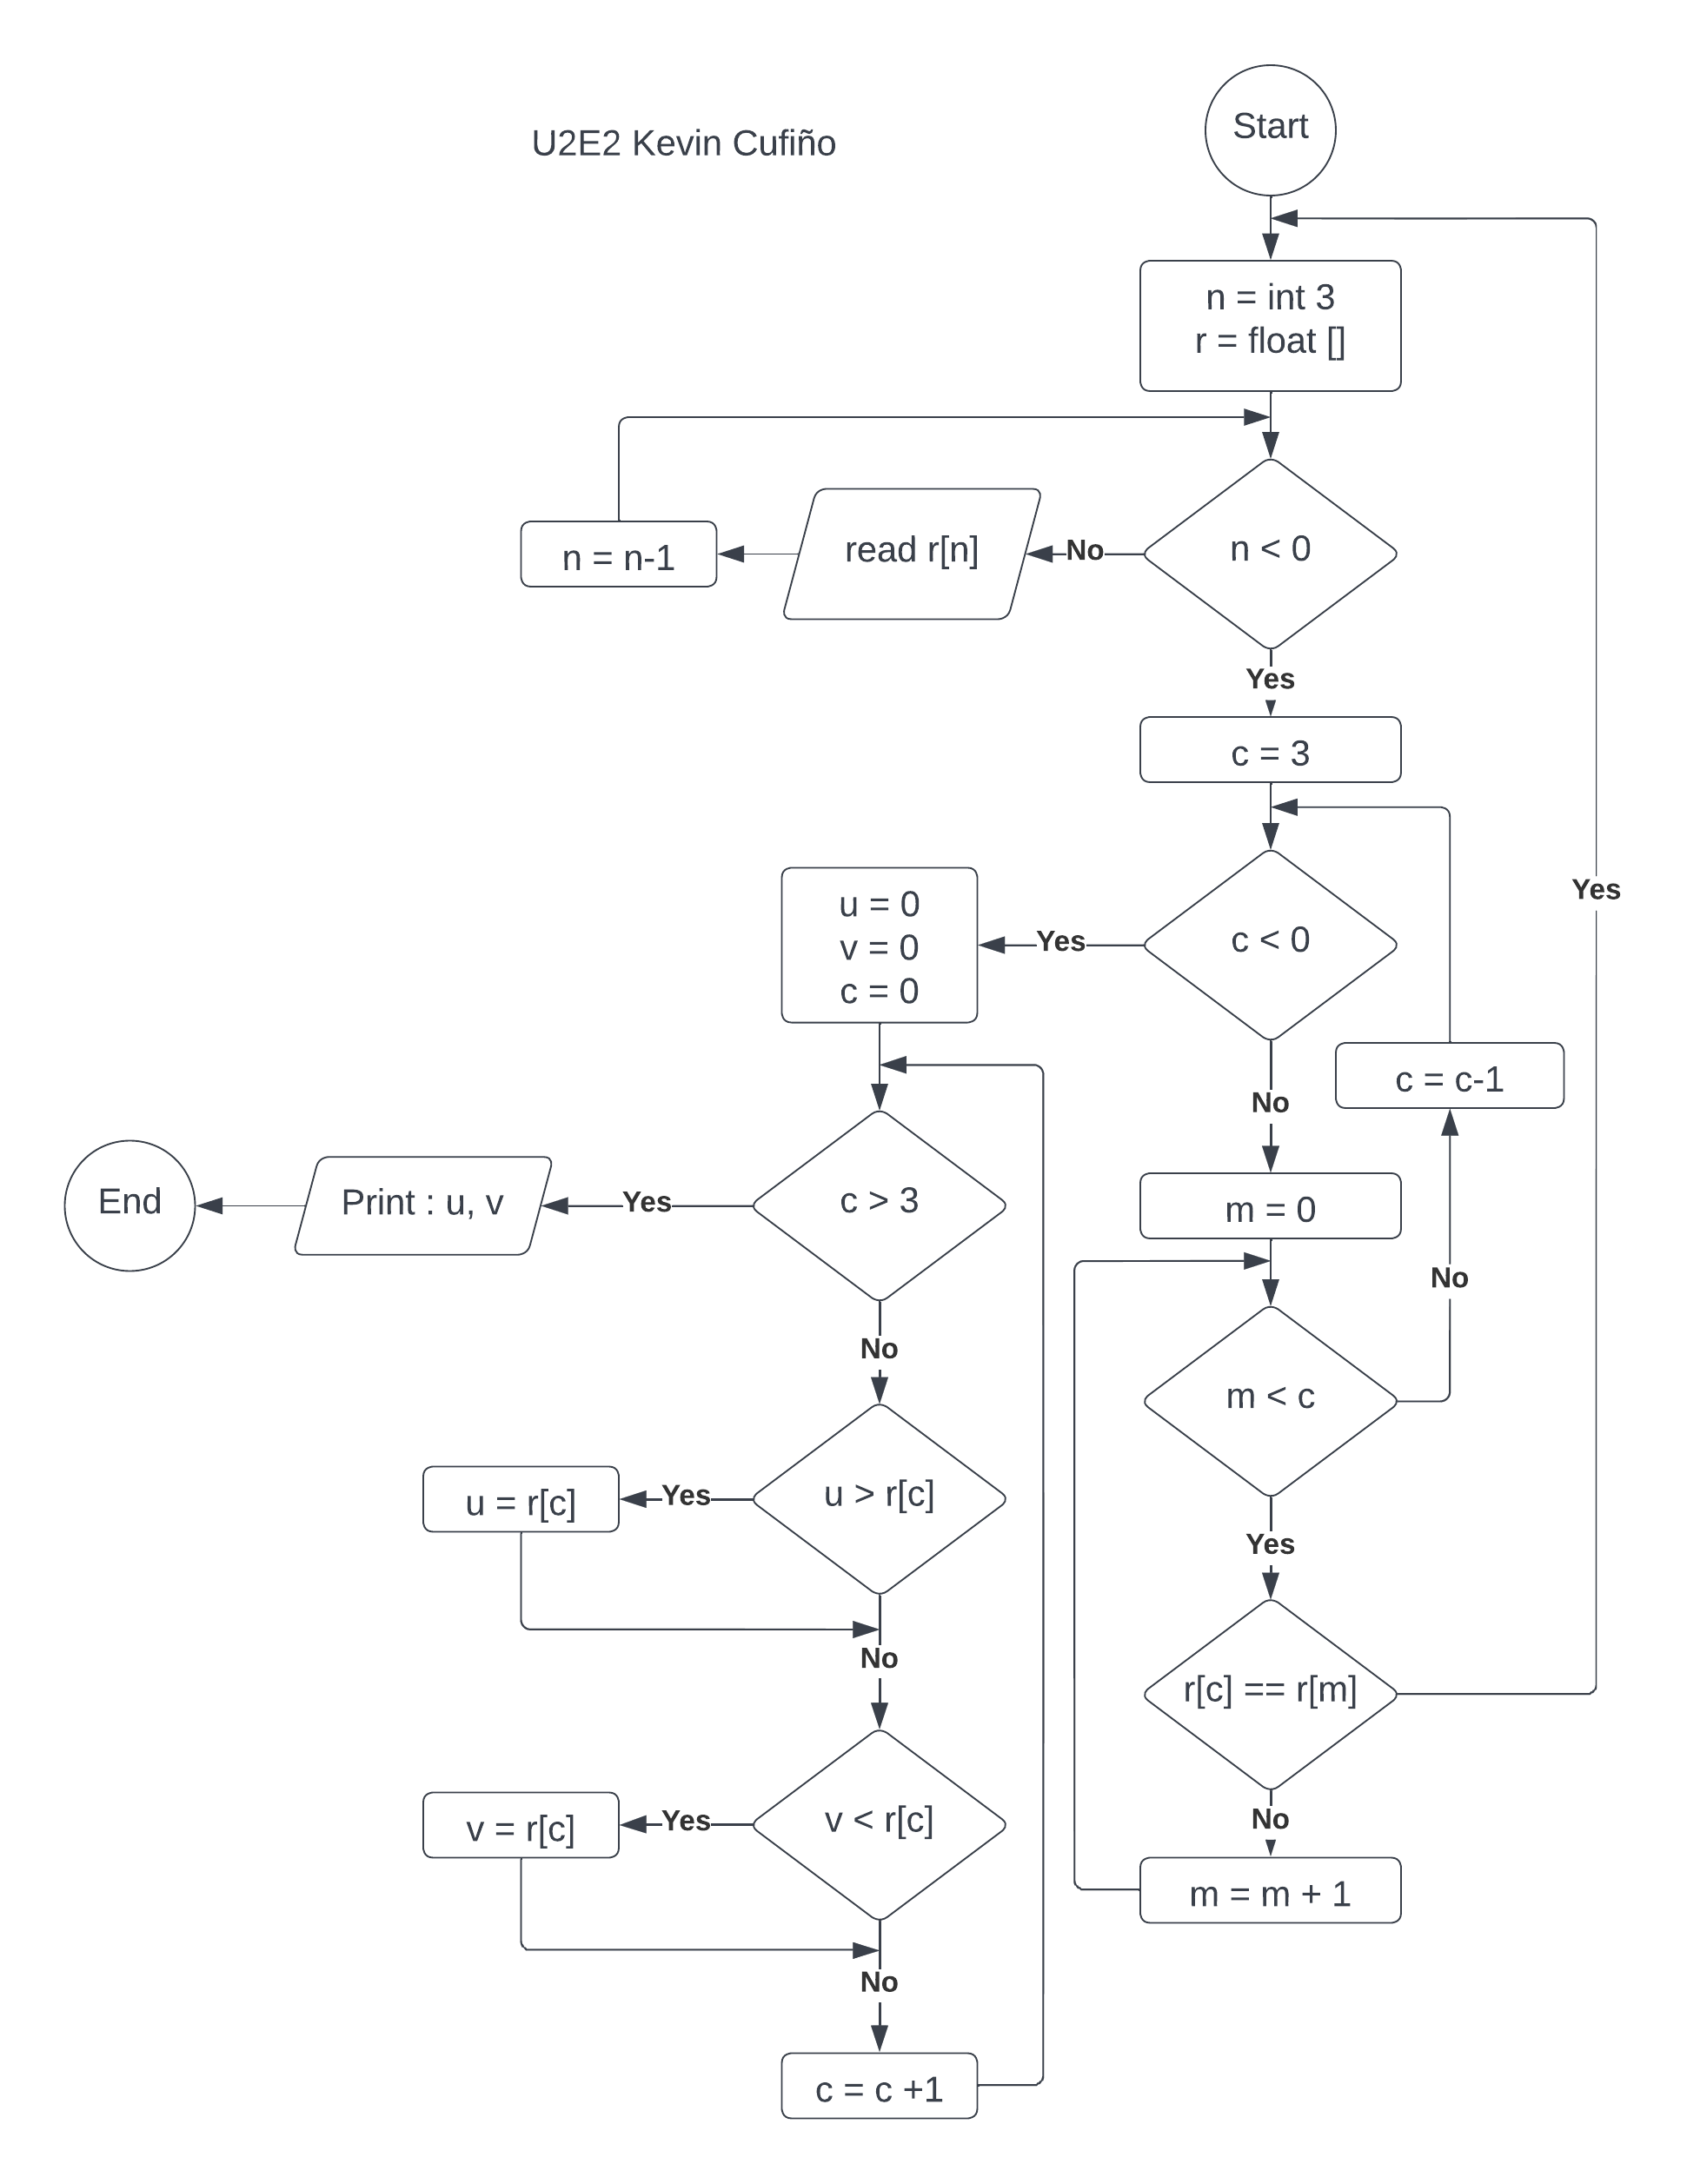 U2E2 Kevin Cufiño
Start
n = int 3
r = float []
n < 0
No
read r[n]
n = n-1
Yes
c = 3
c < 0
Yes
u = 0
v = 0
c = 0
No
c = c-1
m = 0
m < c
No
Yes
r[c] == r[m]
Yes
No
m = m + 1
c > 3
Yes
Print : u, v
End
No
u > r[c]
Yes
u = r[c]
No
v < r[c]
Yes
v = r[c]
No
c = c +1